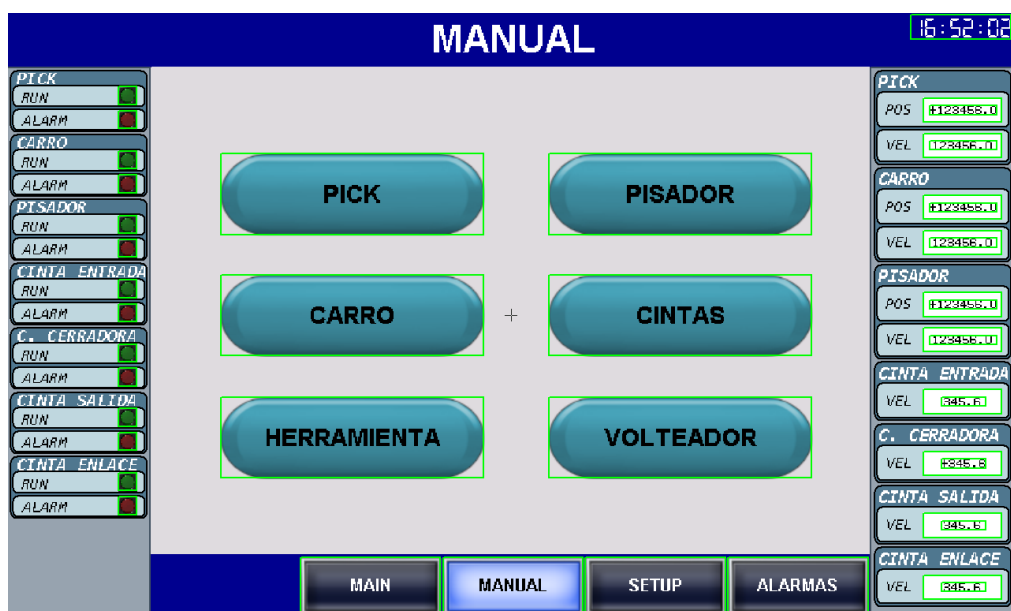 MANUAL
16:52:02
PICK
RUN
ALARM
CARRO
RUN
ALARM
PISADOR
RUN
ALARM
CINTA ENTRADA
RUN
ALARM
C. CERRADORA
RUN
ALARM
CINTA SALIDA
RUN
ALARM
CINTA ENLACE
RUN
ALARM
PICK
PISADOR
CARRO
CINTAS
HERRAMIENTA
VOLTEADOR
PICK
POS +123456.0
VEL 123456.0
CARRO
POS +123456.0
VEL 123456.0
PISADOR
POS +123456.0
VEL 123456.0
CINTA ENTRADA
VEL 345.6
C. CERRADORA
VEL +345.6
CINTA SALIDA
VEL 345.6
CINTA ENLACE
VEL 345.6
MAIN
MANUAL
SETUP
ALARMAS